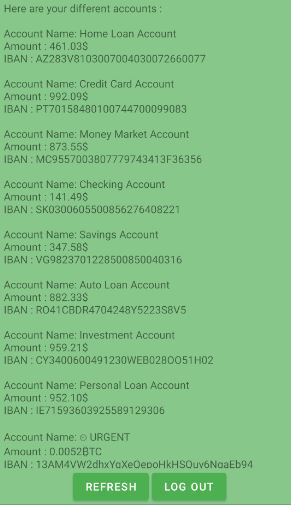 Here are your different accounts :
Account Name: Home Loan Account
Amount : 461.03$
IBAN : AZ283V8103007004030072660077
Account Name: Credit Card Account
Amount : 992.09$
IBAN : PT70158480100744700099083
Account Name: Money Market Account
Amount : 873.55$
IBAN : MC9557003807779743413F36356
Account Name: Checking Account
Amount : 141.49$
IBAN : SK0300605500856276408221
Account Name: Savings Account
Amount : 347.58$
IBAN : VG9823701228500850040316
Account Name: Auto Loan Account
Amount : 882.33$
IBAN : RO41CBDR4704248Y5223S8V5
Account Name: Investment Account
Amount : 959.21$
IBAN : CY3400600491230WEB028OO51H02
Account Name: Personal Loan Account
Amount : 952.10$
IBAN : IE71593603925589129306
Account Name: ⏲ URGENT
Amount : 0.0052BTC
IBAN : 13AM4VW2dhxYgXeQepoHkHSQuy6NgaEb94
REFRESH
LOG OUT